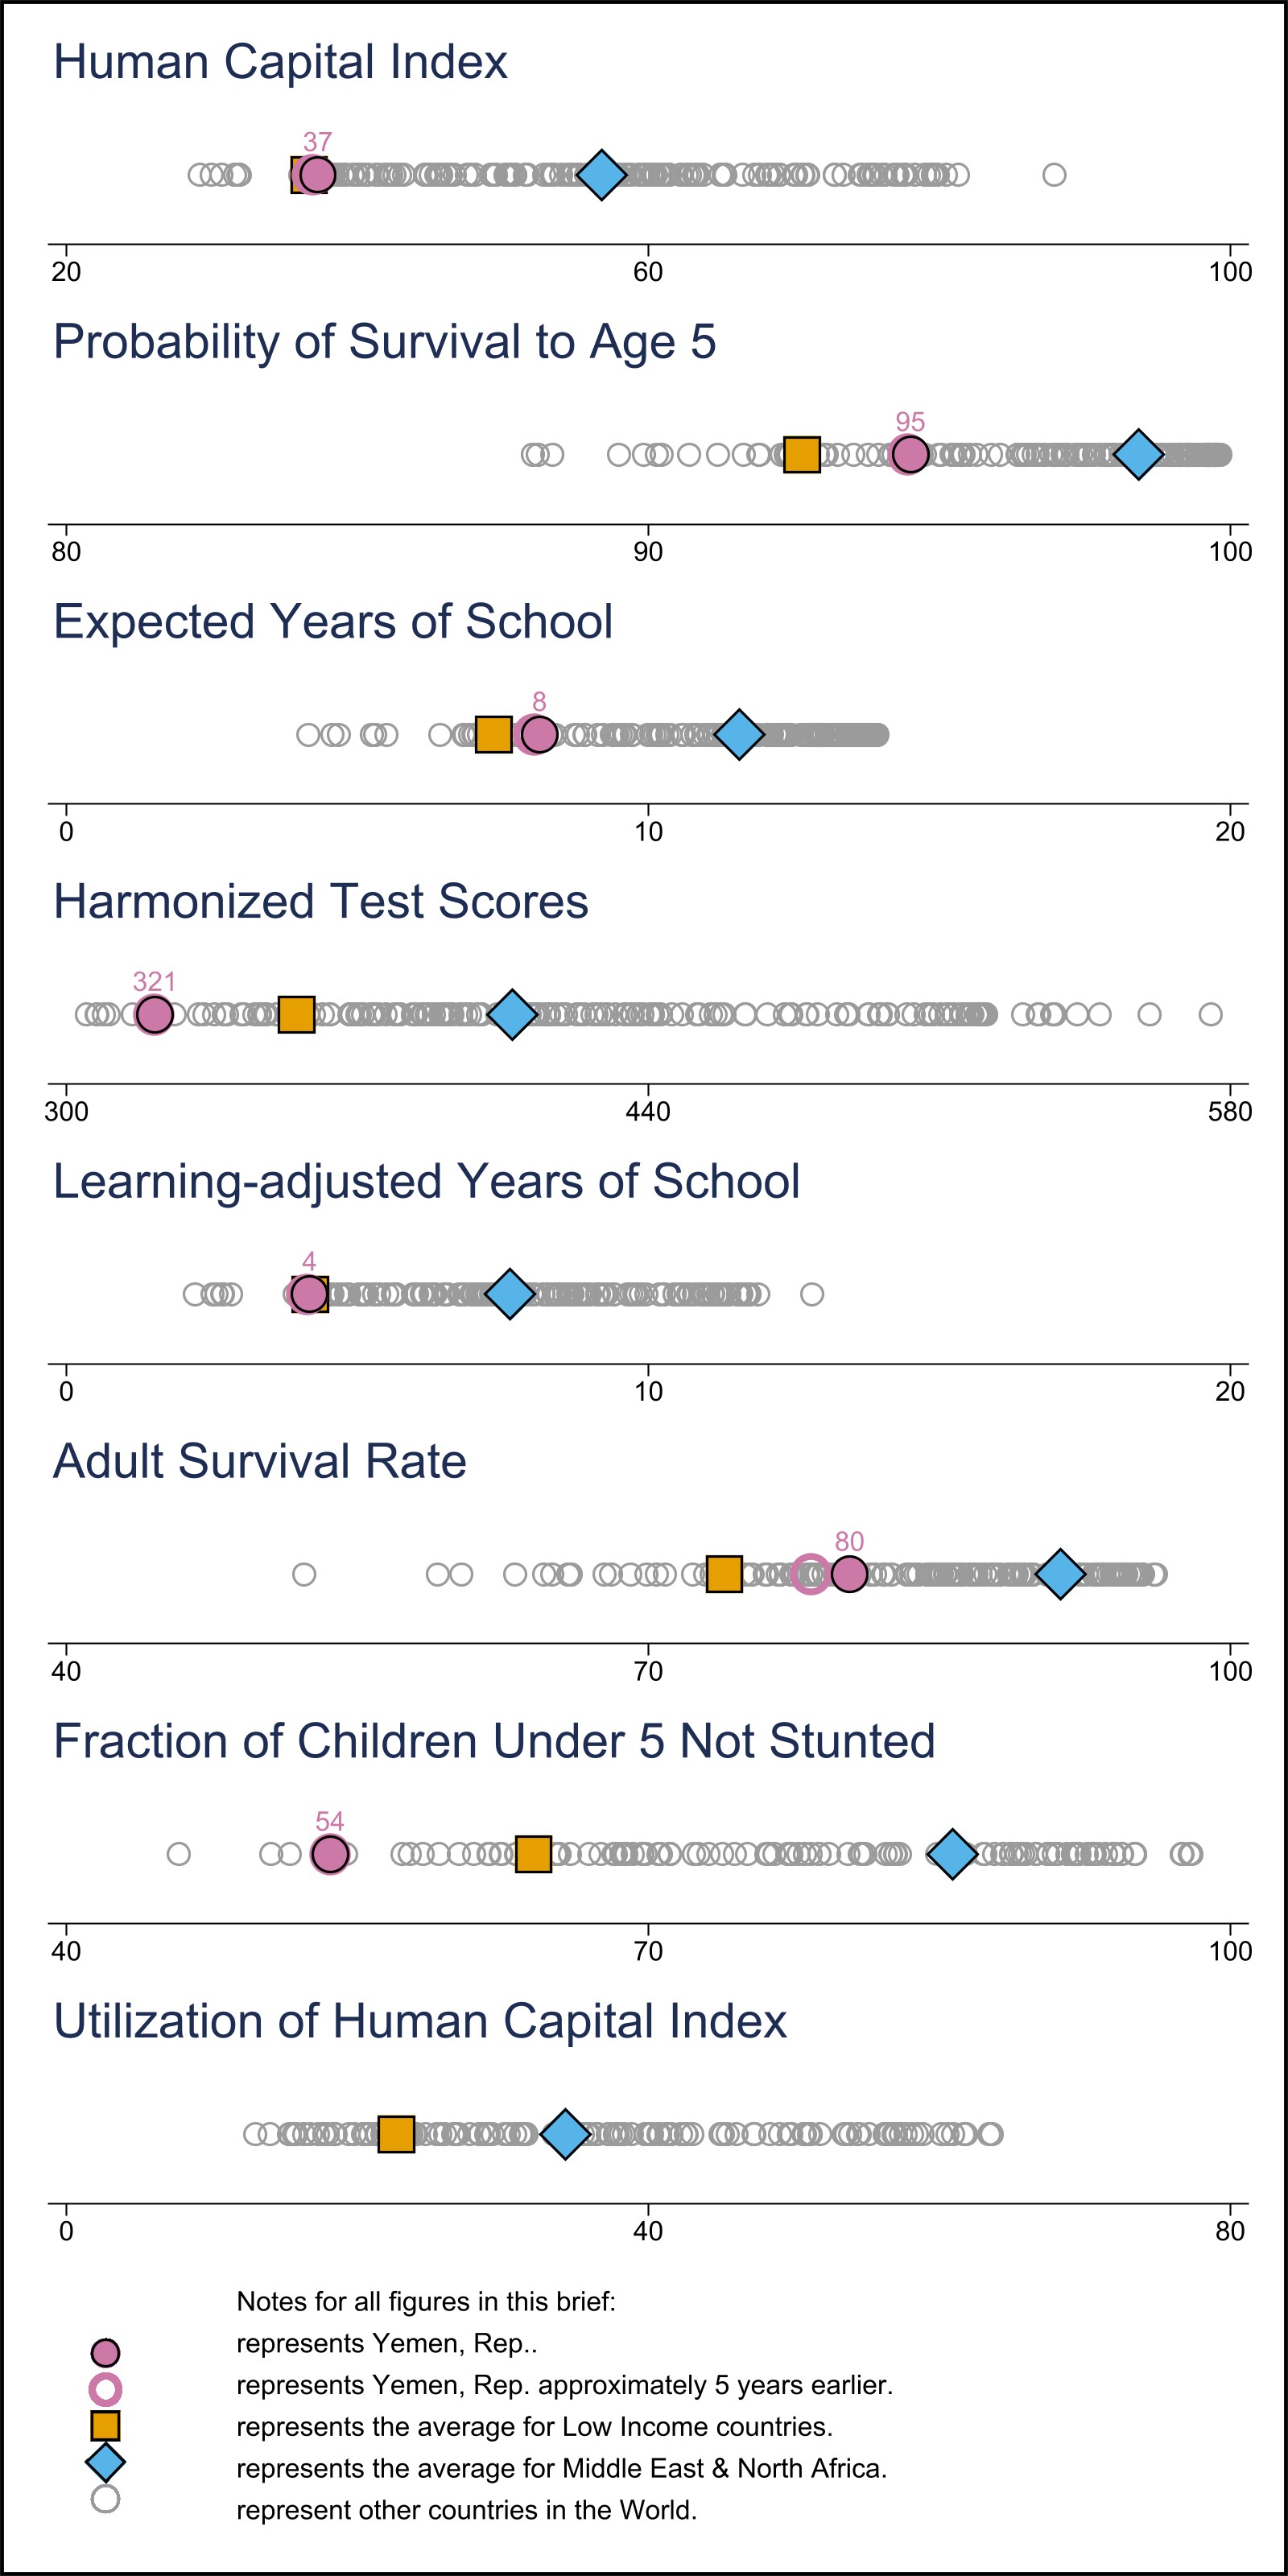 Human Capital Index
37
20 60 100
Probability of Survival to Age 5
95
80 90 100
Expected Years of School
8
0 10 20
Harmonized Test Scores
321
300 440 580
Learning-adjusted Years of School
4
0 10 20
Adult Survival Rate
80
40 70 100
Fraction of Children Under 5 Not Stunted
54
40 70 100
Utilization of Human Capital Index
0 40 80
Notes for all figures in this brief:
represents Yemen, Rep..
represents Yemen, Rep. approximately 5 years earlier.
represents the average for Low Income countries.
represents the average for Middle East & North Africa.
represent other countries in the World.